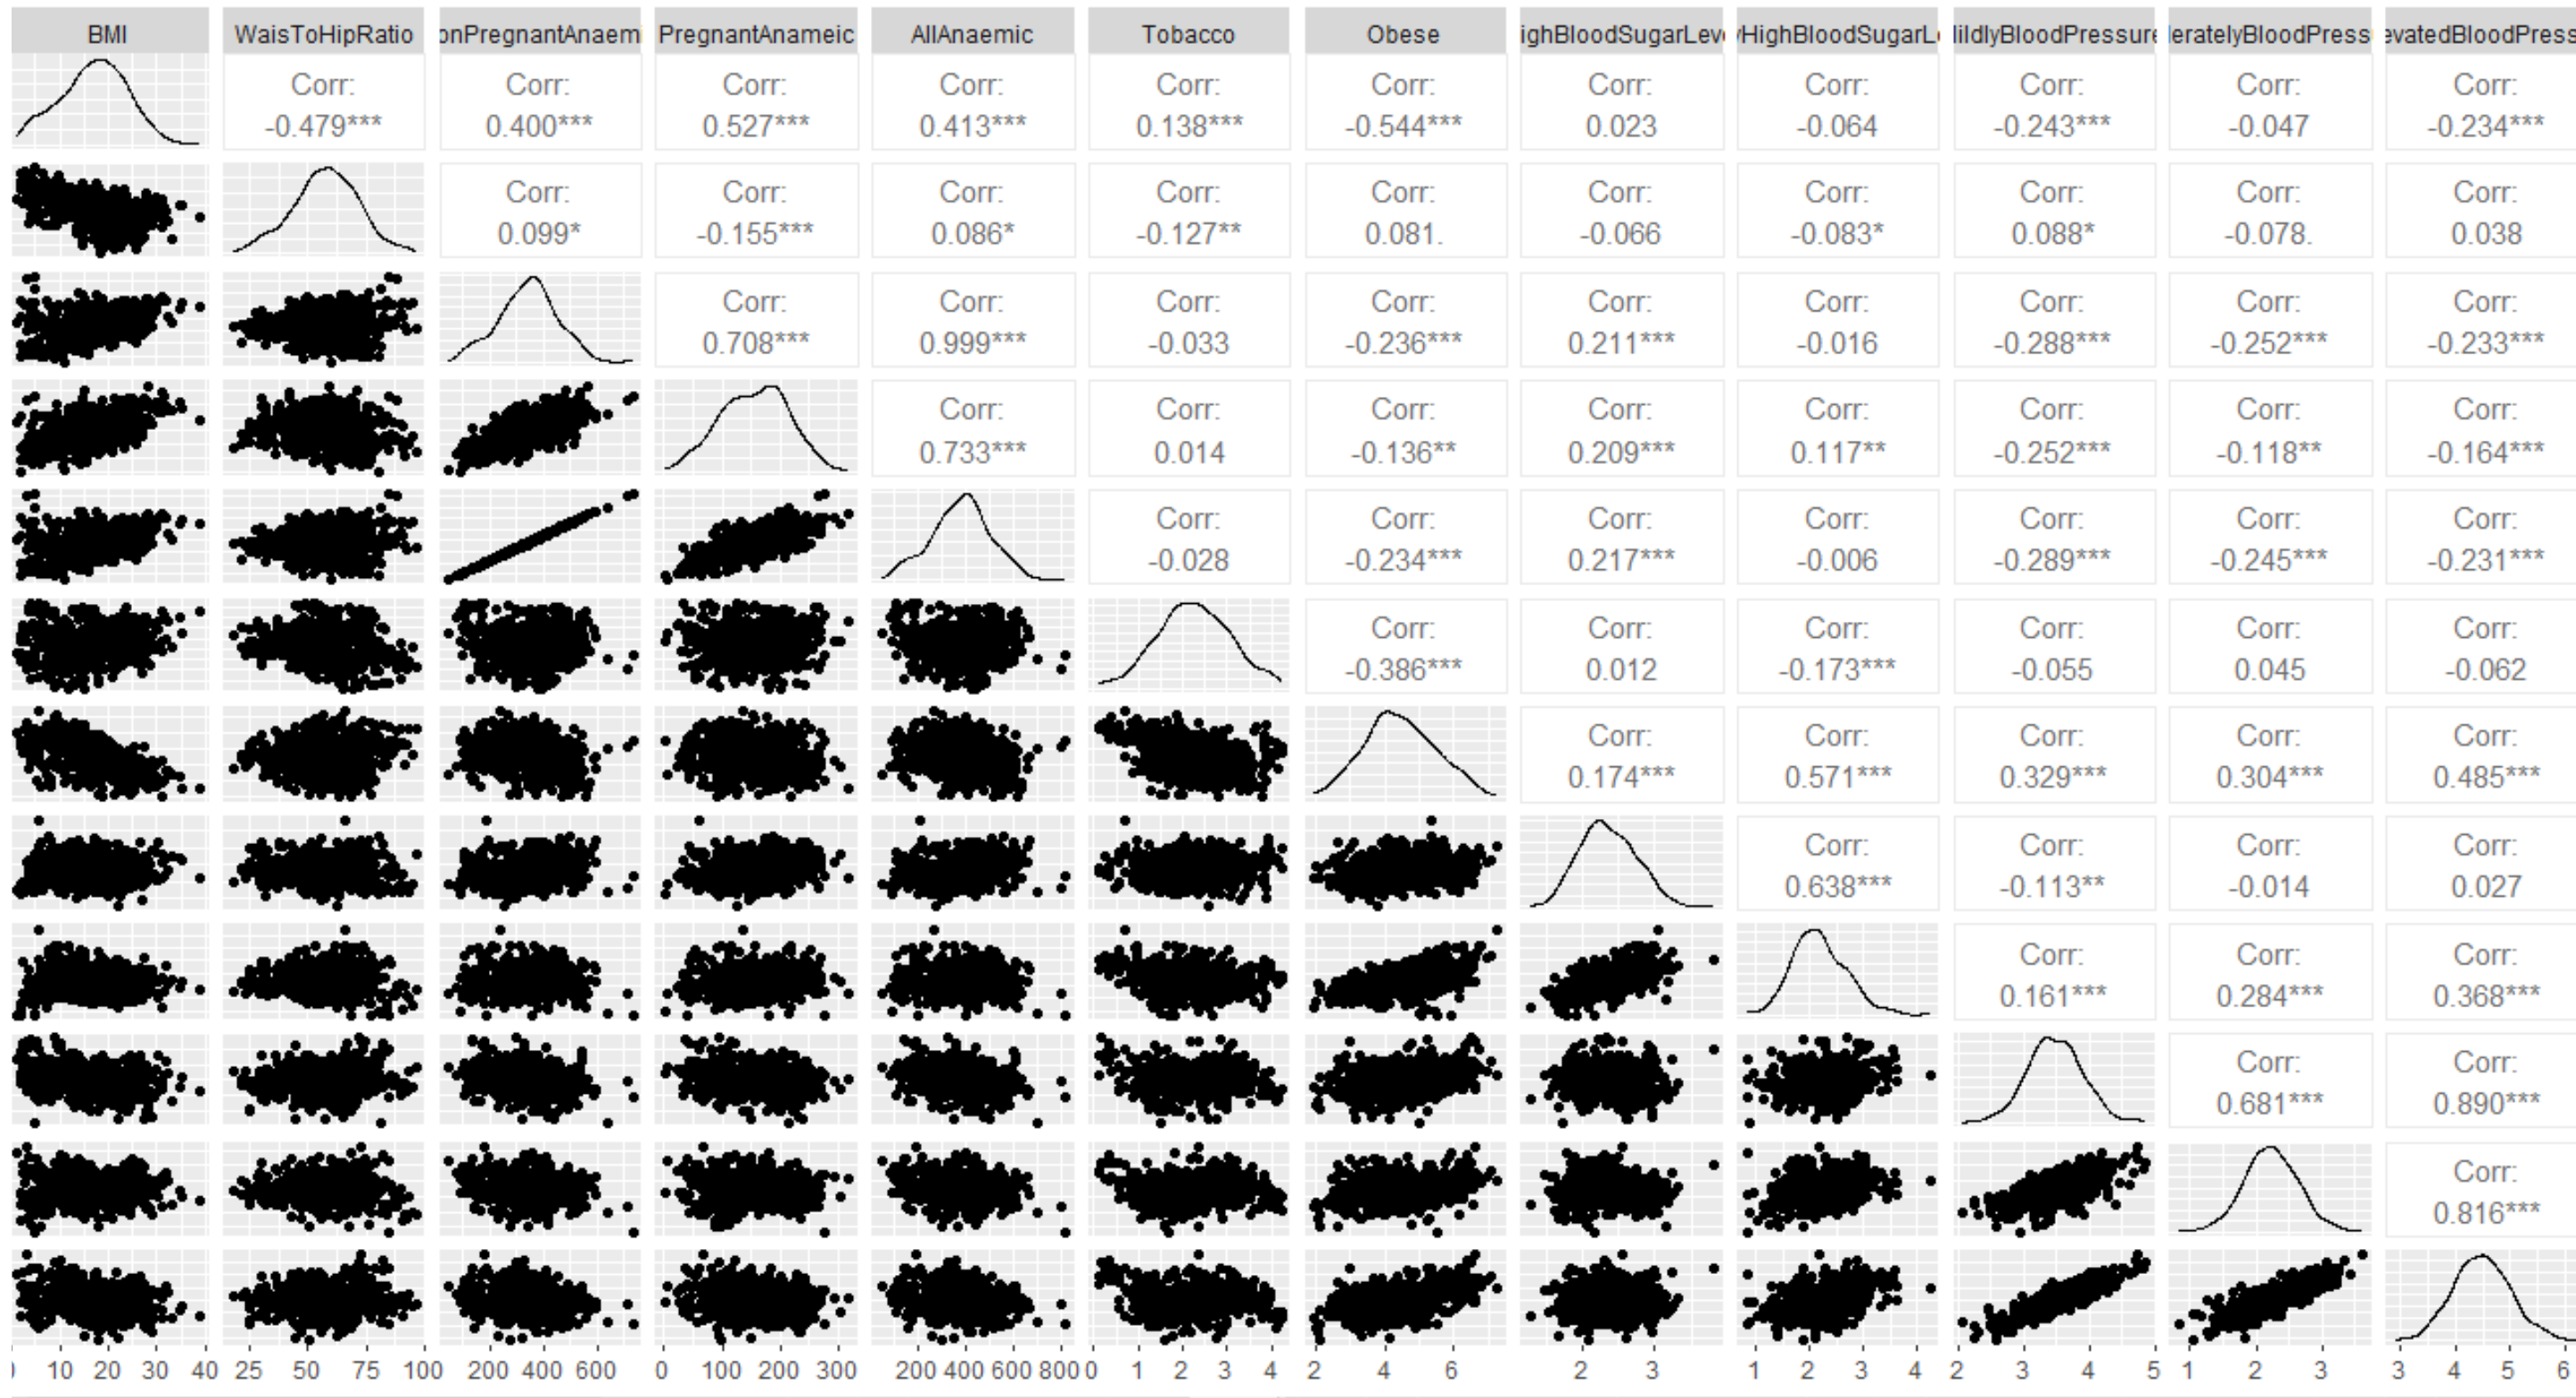 BMI WaisToHipRatio onPregnantAnaemi PregnantAnameic AllAnaemic Tobacco Obese ighBloodSugarLeve yHighBloodSugarLe lildlyBloodPressure leratelyBloodPress evatedBloodPress
Corr: Corr: Corr: Corr: Corr: Corr: Corr: Corr: Corr: Corr: Corr:
-0.479*** 0.400*** 0.527*** 0.413*** 0.138*** -0.544*** 0.023 -0.064 -0.243*** -0.047 -0.234***
Corr: Corr: Corr: Corr: Corr: Corr: Corr: Corr: Corr: Corr:
0.099* -0.155*** 0.086* -0.127** 0.081. -0.066 -0.083* 0.088* -0.078. 0.038
Corr: Corr: Corr: Corr: Corr: Corr: Corr: Corr: Corr:
0.708*** 0.999*** -0.033 -0.236*** 0.211*** -0.016 -0.288*** -0.252*** -0.233***
Corr: Corr: Corr: Corr: Corr: Corr: Corr: Corr:
0.733*** 0.014 -0.136** 0.209*** 0.117** -0.252*** -0.118** -0.164***
Corr: Corr: Corr: Corr: Corr: Corr: Corr:
-0.028 -0.234*** 0.217*** -0.006 -0.289*** -0.245*** -0.231***
Corr: Corr: Corr: Corr: Corr: Corr:
-0.386*** 0.012 -0.173*** -0.055 0.045 -0.062
Corr: Corr: Corr: Corr: Corr:
0.174*** 0.571*** 0.329*** 0.304*** 0.485***
Corr: Corr: Corr: Corr:
0.638*** -0.113** -0.014 0.027
Corr: Corr: Corr:
0.161*** 0.284*** 0.368***
Corr: Corr:
0.681*** 0.890***
Corr:
0.816***
0 10 20 30 40 25 50 75 100 200 400 600 0 100 200 300 200 400 600 800 0 1 2 3 4 2 4 6 2 3 1 2 3 4 2 3 4 5 1 2 3 3 4 5 6